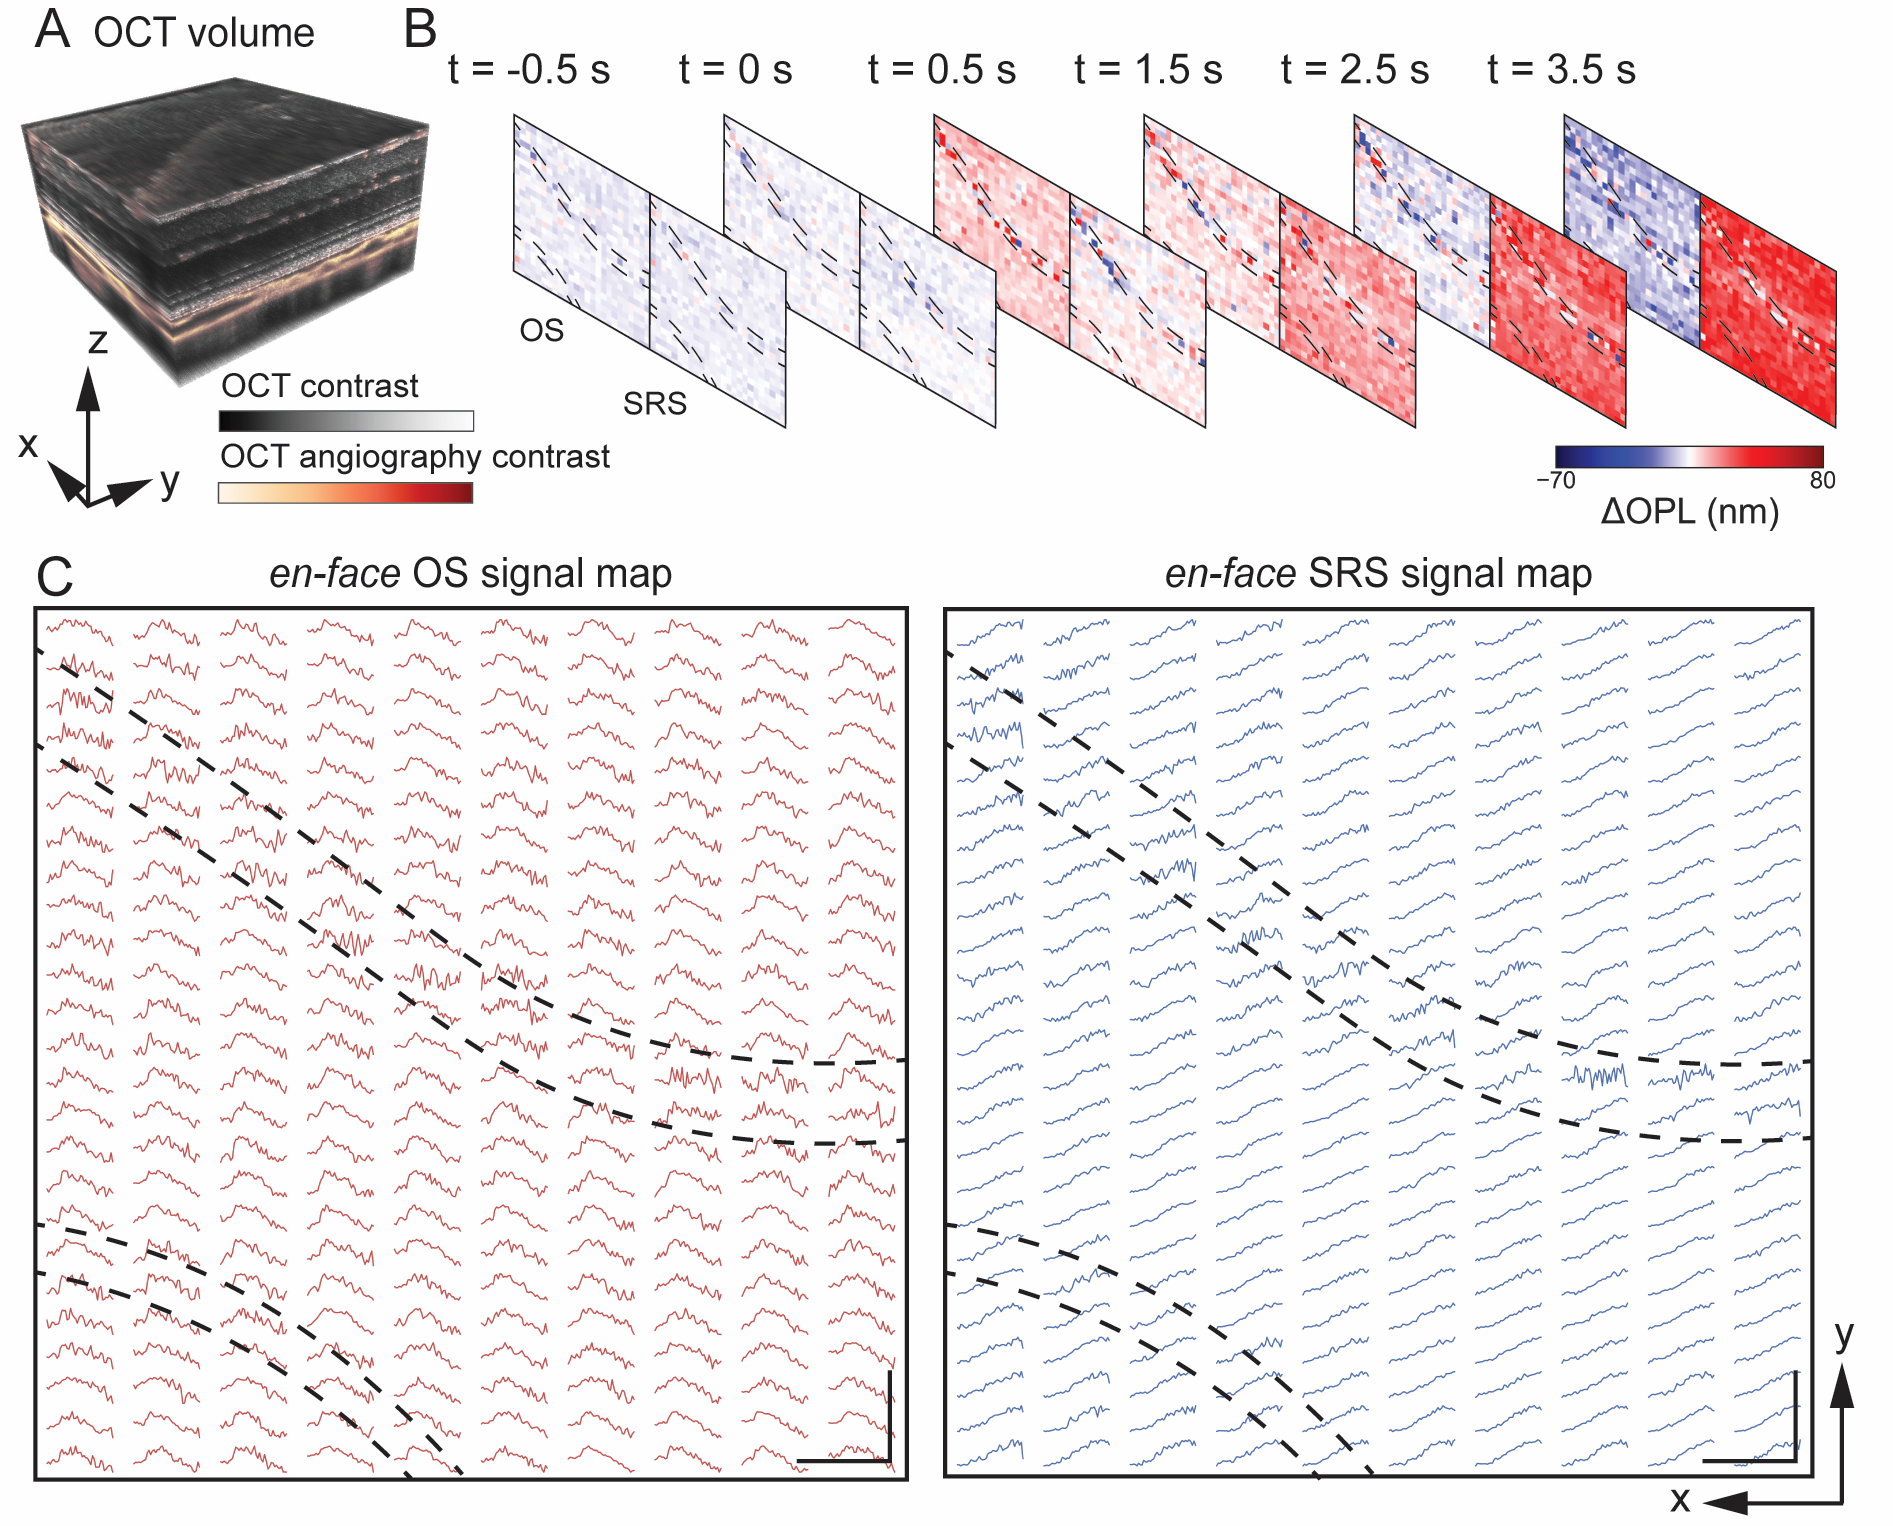 A OCT volume
B
t = -0.5 s t = 0 s t = 0.5 s t = 1.5 s t = 2.5 s t = 3.5 s
OS
SRS
z
x
y
OCT contrast
OCT angiography contrast
−70 80
ΔOPL (nm)
C
en-face OS signal map
en-face SRS signal map
y
x